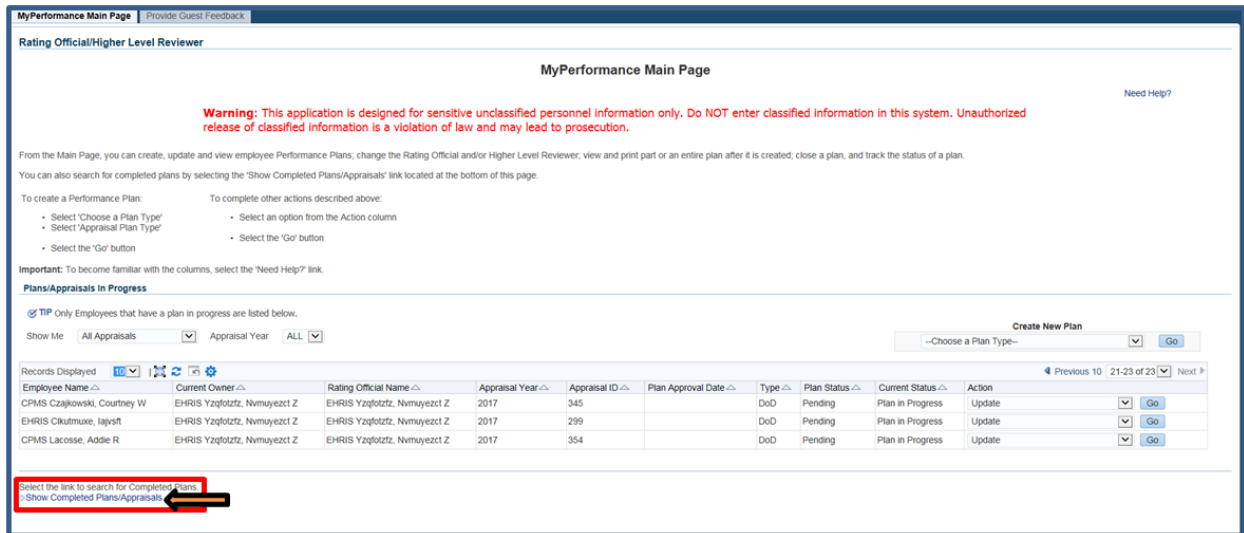 MyPerformance Main Page Provide Guest Feedback
Rating Official/Higher Level Reviewer
MyPerformance Main Page
Need Help?
Warning: This application is designed for sensitive unclassified personnel information only. Do NOT enter classified information in this system. Unauthorized
release of classified information is a violation of law and may lead to prosecution.
From the Main Page, you can create, update and view employee Performance Plans; change the Rating Official and/or Higher Level Reviewer; view and print part or an entire plan after it is created; close a plan, and track the status of a plan.
You can also search for completed plans by selecting the 'Show Completed Plans/Appraisals' link located at the bottom of this page.
To create a Performance Plan: To complete other actions described above:
• Select 'Choose a Plan Type' • Select an option from the Action column
• Select 'Appraisal Plan Type'
• Select the 'Go' button
• Select the 'Go' button
Important: To become familiar with the columns, select the 'Need Help?' link.
Plans/Appraisals In Progress
TIP Only Employees that have a plan in progress are listed below.
Create New Plan
Show Me All Appraisals Appraisal Year ALL
--Choose a Plan Type-- Go
Records Displayed 10 Previous 10 21-23 of 23 Next
Employee Name Current Owner Rating Official Name Appraisal Year Appraisal ID Plan Approval Date Type Plan Status Current Status Action
CPMS Czajkowski, Courtney W EHRIS Yzqfotzfz, Nvmuyezct Z EHRIS Yzqfotzfz, Nvmuyezct Z 2017 345 DoD Pending Plan in Progress Update Go
EHRIS Clkutmuxe, Iajvsft EHRIS Yzqfotzfz, Nvmuyezct Z EHRIS Yzqfotzfz, Nvmuyezct Z 2017 299 DoD Pending Plan in Progress Update Go
CPMS Lacosse, Addie R EHRIS Yzqfotzfz, Nvmuyezct Z EHRIS Yzqfotzfz, Nvmuyezct Z 2017 354 DoD Pending Plan in Progress Update Go
Select the link to search for Completed Plans.
Show Completed Plans/Appraisals